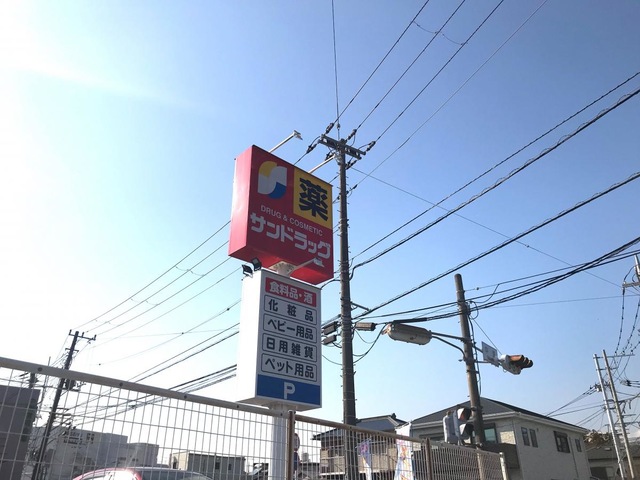 薬
DRUG & COSMETIC
サンドラッグ
食料品・酒
化粧品
ベビー用品
日用雑貨
ペット用品
P